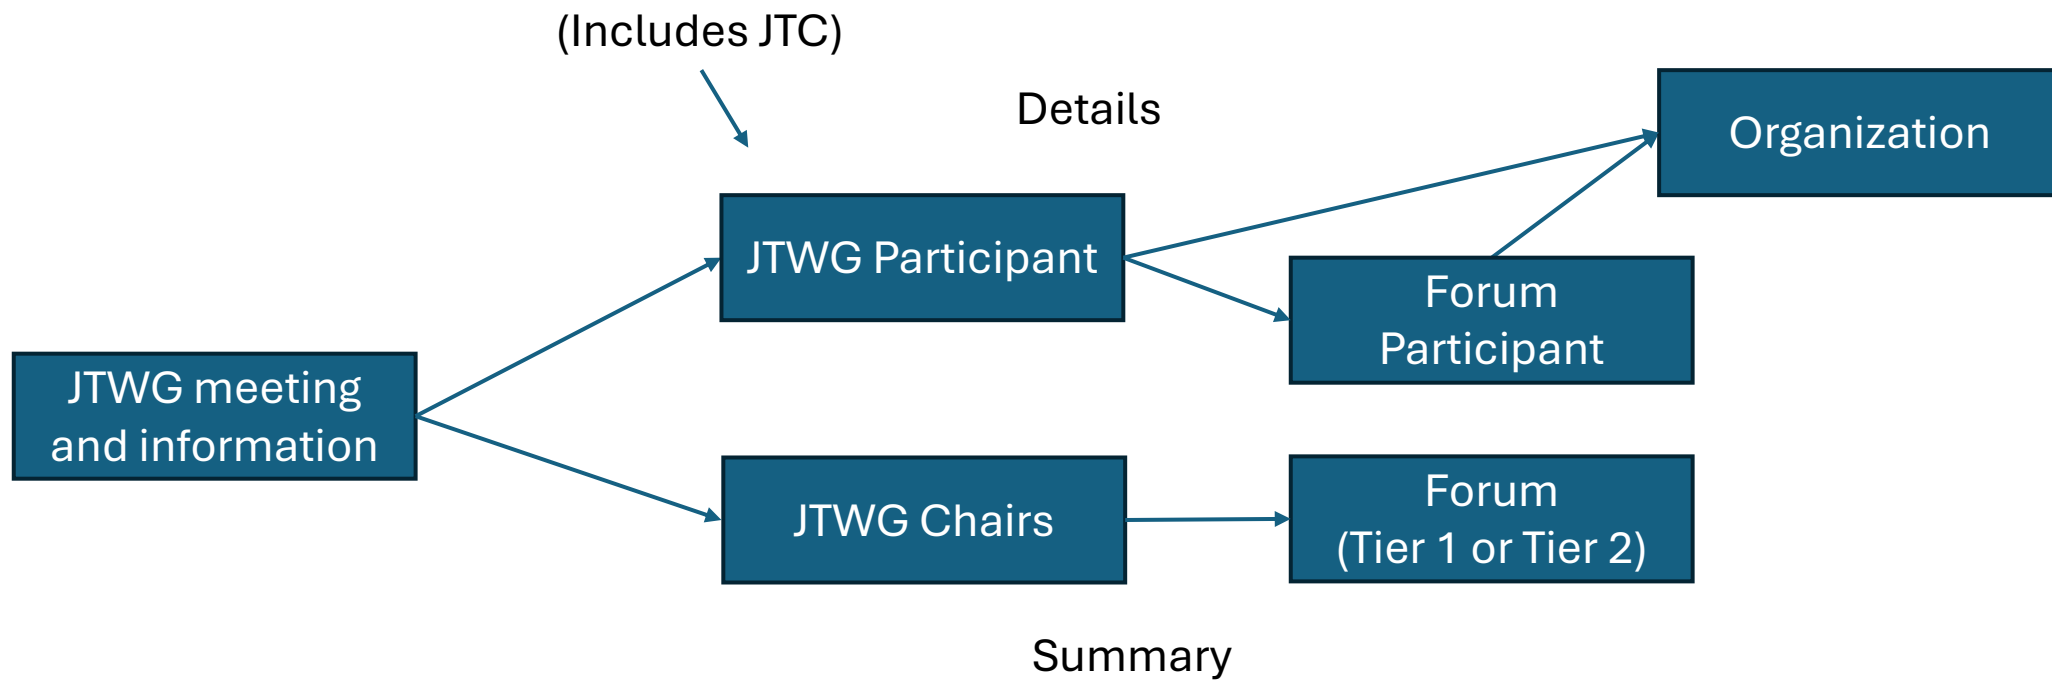 (Includes JTC)
Details
Organization
JTWG Participant
Forum
Participant
JTWG meeting
and information
JTWG Chairs
Forum
(Tier 1 or Tier 2)
Summary